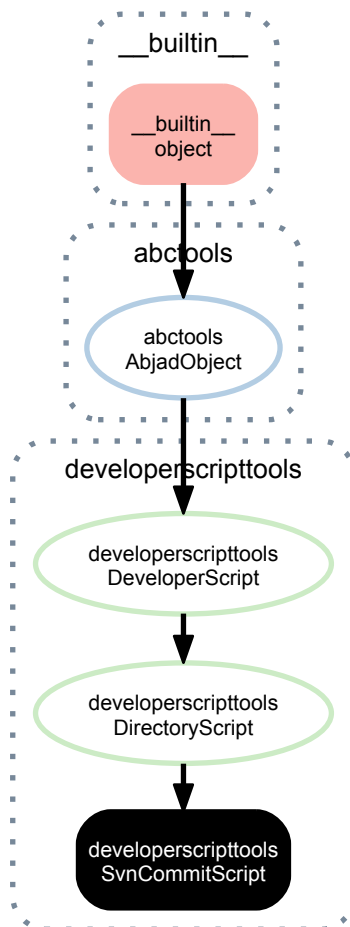 __builtin__
__builtin__
object
abctools
abctools
AbjadObject
developerscripttools
developerscripttools
DeveloperScript
developerscripttools
DirectoryScript
developerscripttools
SvnCommitScript